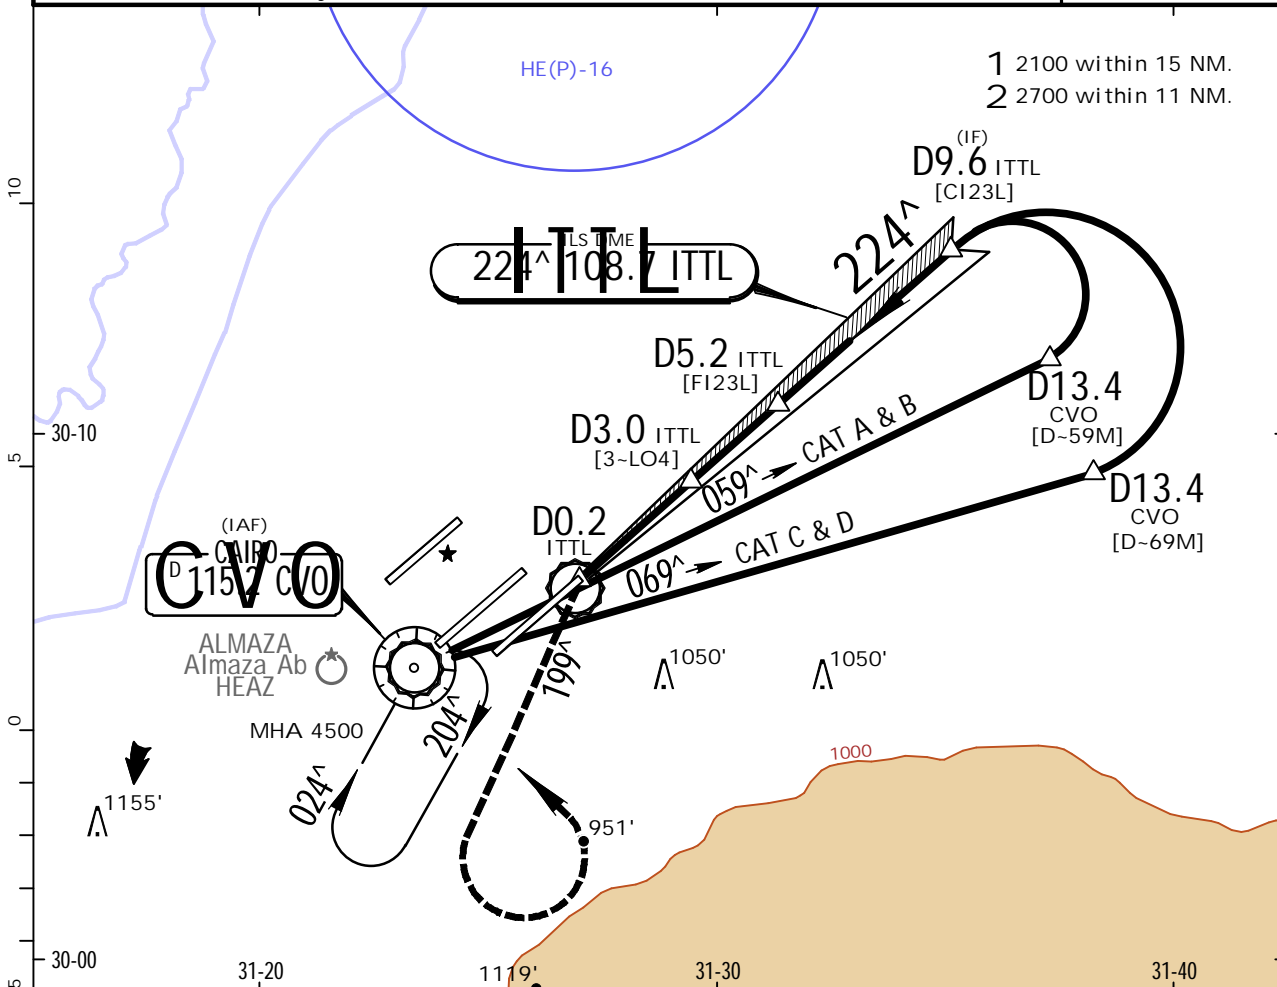 HE(P)-16
1 2100 within 15 NM.
2 2700 within 11 NM.
(IF)
D9.6 ITTL
[CI23L]
10
224^
ITTL
ILS DME
224^ 108.7 ITTL
D5.2 ITTL
[FI23L]
D13.4
CVO
[D~59M]
D3.0 ITTL
[3~LO4]
059^
CAT A & B
30-10
5
D13.4
CVO
[D~69M]
D0.2
ITTL
069^
CAT C & D
(IAF)
CAIRO
CVO
D 115.2 CVO
ALMAZA
Almaza Ab
HEAZ
199^
1050'
1050'
204^
MHA 4500
0
024^
1000
1155'
951'
30-00
31-20
31-30
31-40
1119'
5